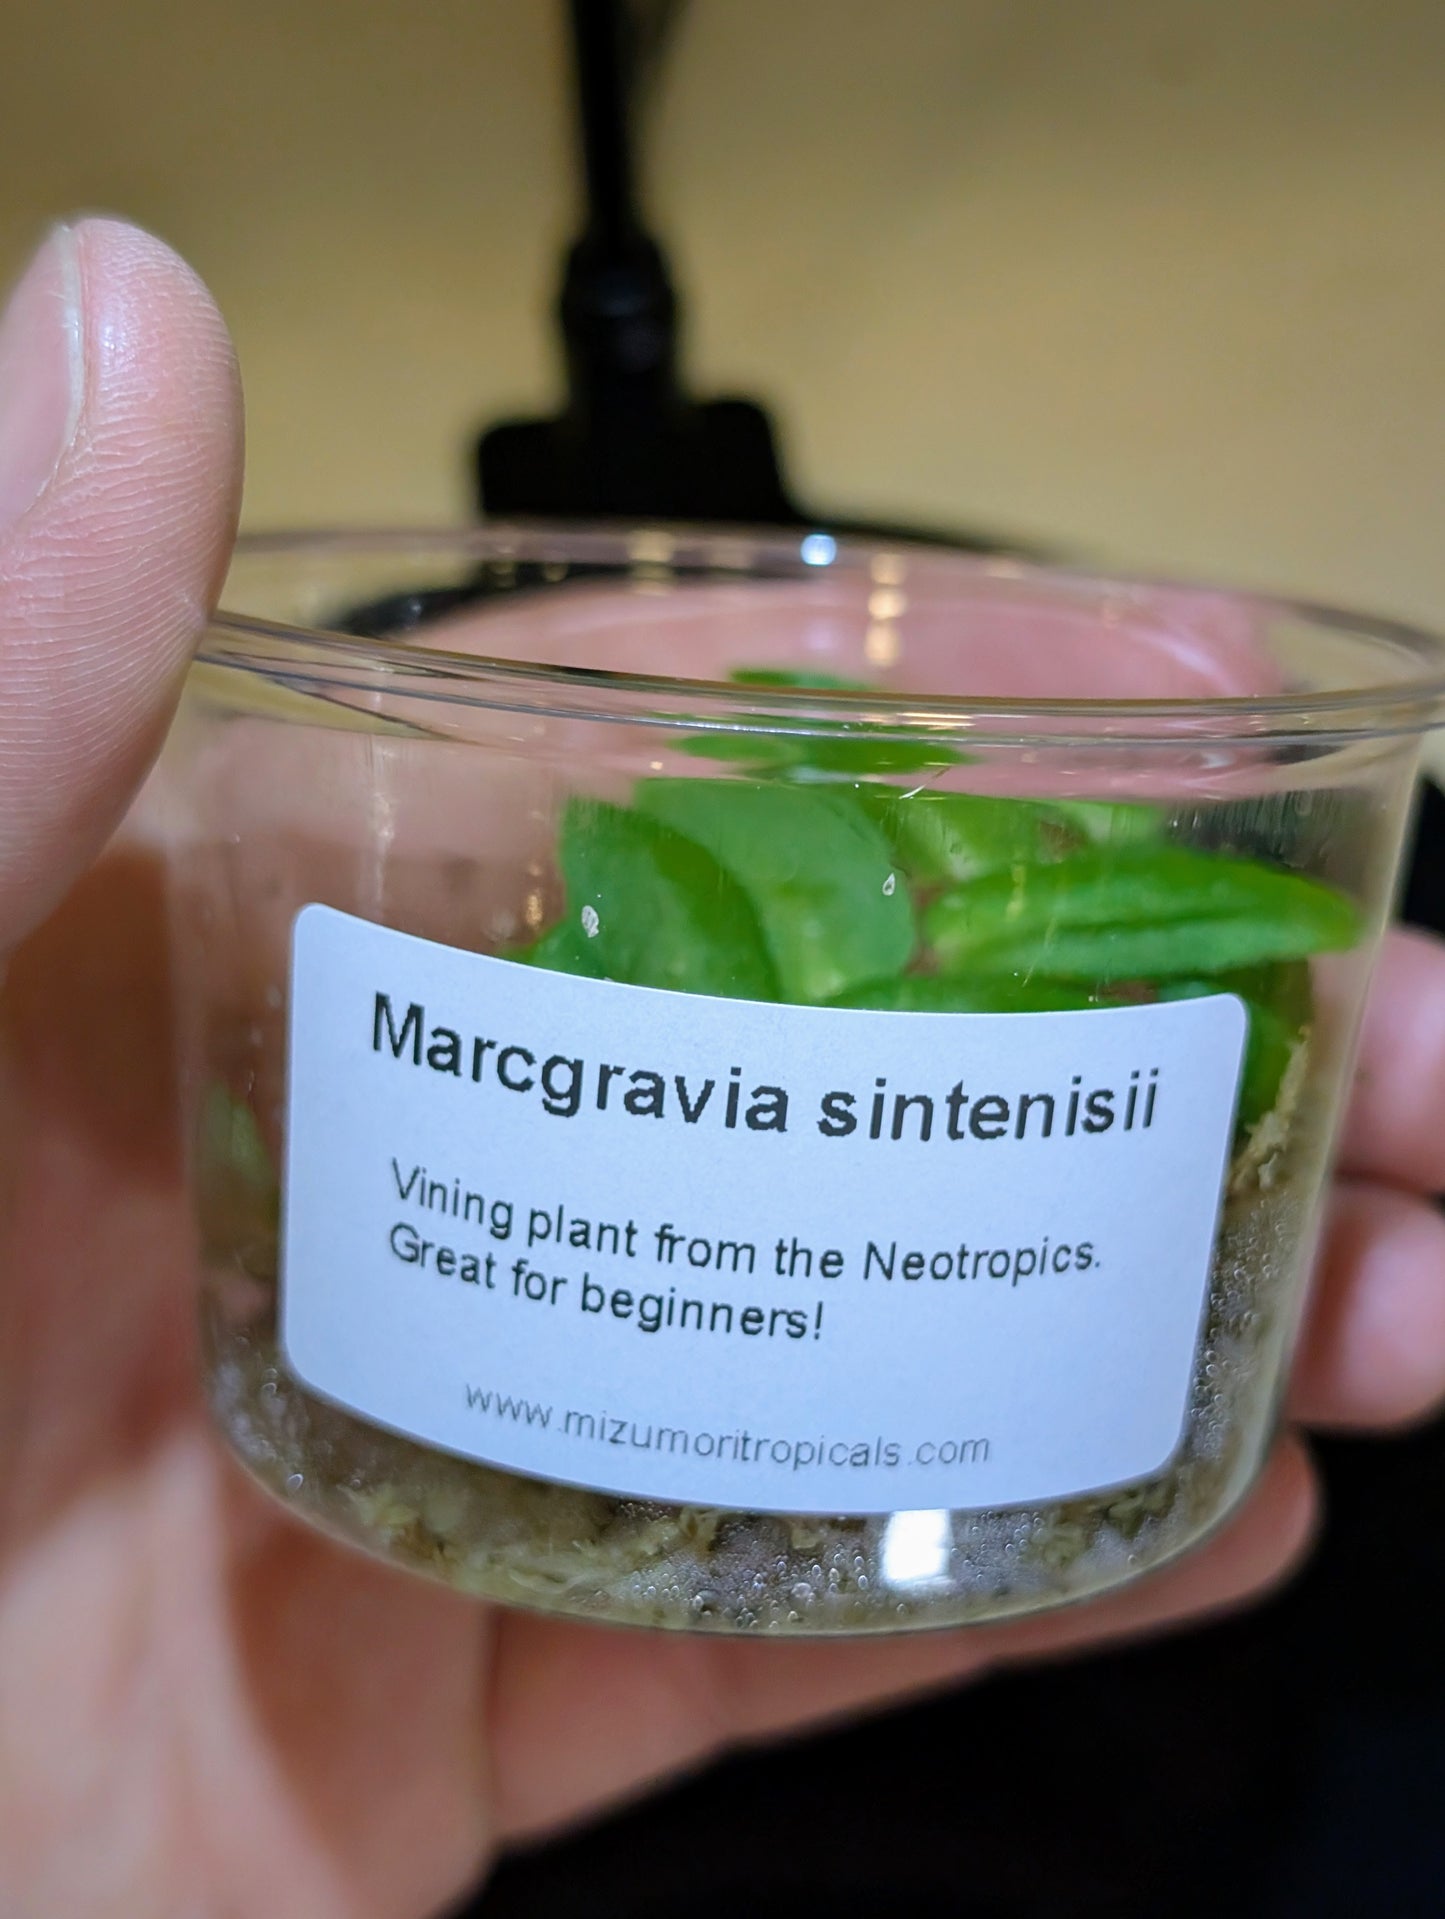 Marcgravia sintenisii
Vining plant from the Neotropics.
Great for beginners!
www.mizumoritropicals.com